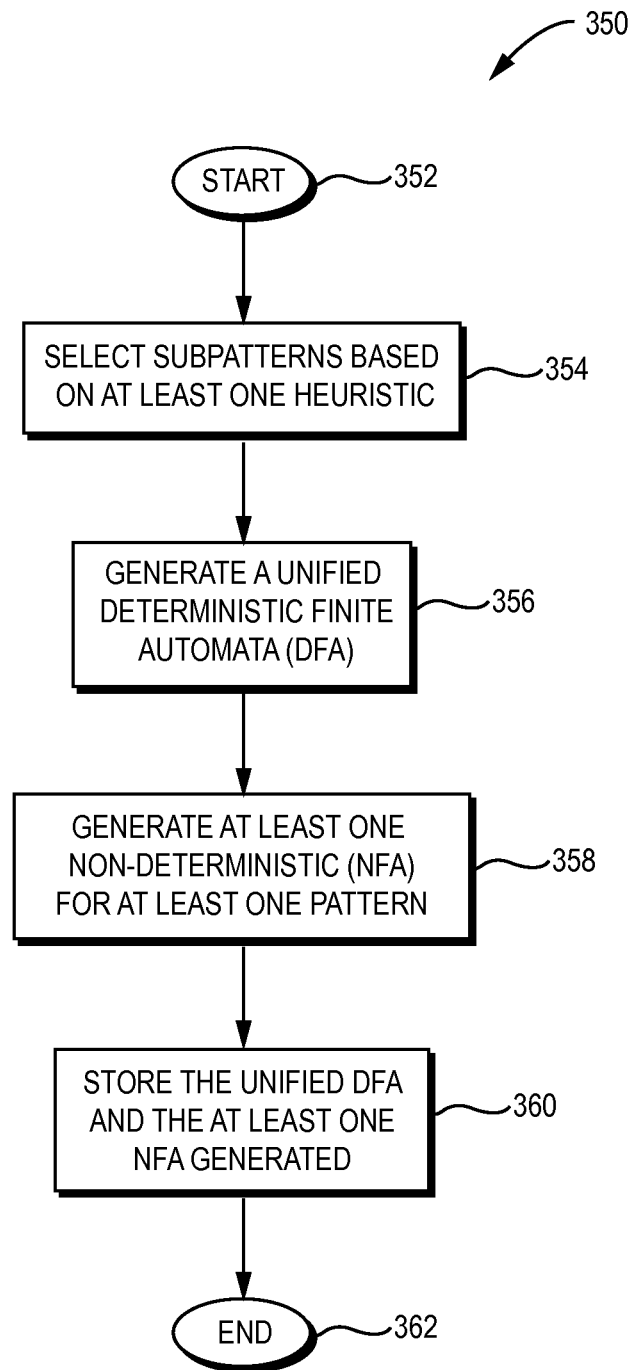 350
START
352
SELECT SUBPATTERNS BASED
ON AT LEAST ONE HEURISTIC
354
GENERATE A UNIFIED
DETERMINISTIC FINITE
AUTOMATA (DFA)
356
GENERATE AT LEAST ONE
NON-DETERMINISTIC (NFA)
FOR AT LEAST ONE PATTERN
358
STORE THE UNIFIED DFA
AND THE AT LEAST ONE
NFA GENERATED
360
END
362